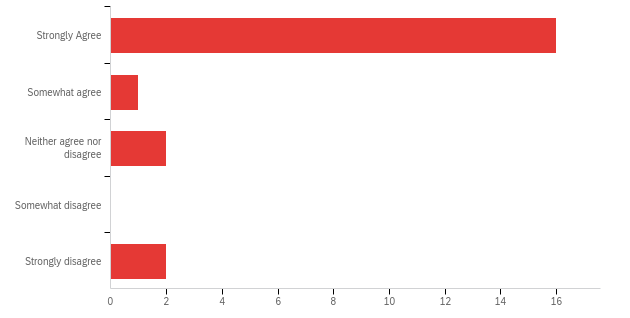 Strongly Agree
Somewhat agree
Neither agree nor
disagree
Somewhat disagree
Strongly disagree
0 2 4 6 8 10 12 14 16